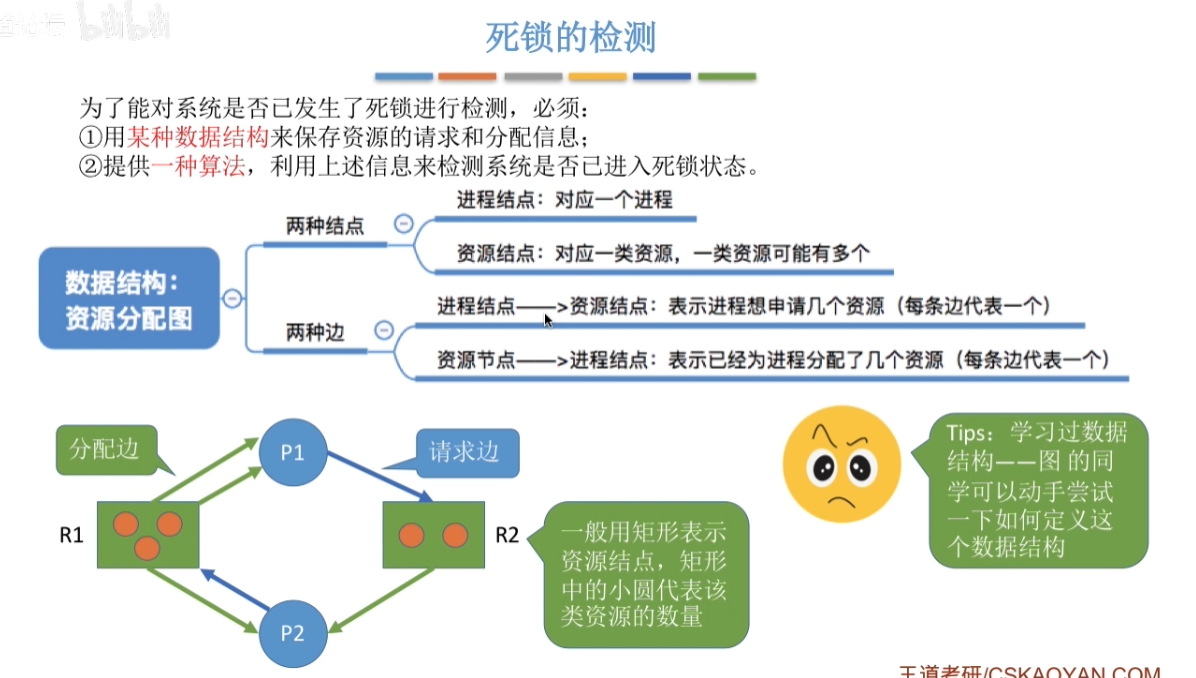 bilibili
死锁的检测
为了能对系统是否已发生了死锁进行检测，必须：
①用某种数据结构来保存资源的请求和分配信息；
②提供一种算法，利用上述信息来检测系统是否已进入死锁状态。
数据结构：
资源分配图
两种结点
进程结点：对应一个进程
资源结点：对应一类资源，一类资源可能有多个
两种边
进程结点——>资源结点：表示进程想申请几个资源（每条边代表一个）
资源节点——>进程结点：表示已经为进程分配了几个资源（每条边代表一个）
分配边
P1
请求边
R1
R2
P2
一般用矩形表示
资源结点，矩形
中的小圆代表该
类资源的数量
Tips：学习过数据
结构——图 的同
学可以动手尝试
一下如何定义这
个数据结构
王道考研/CSKAOYAN.COM